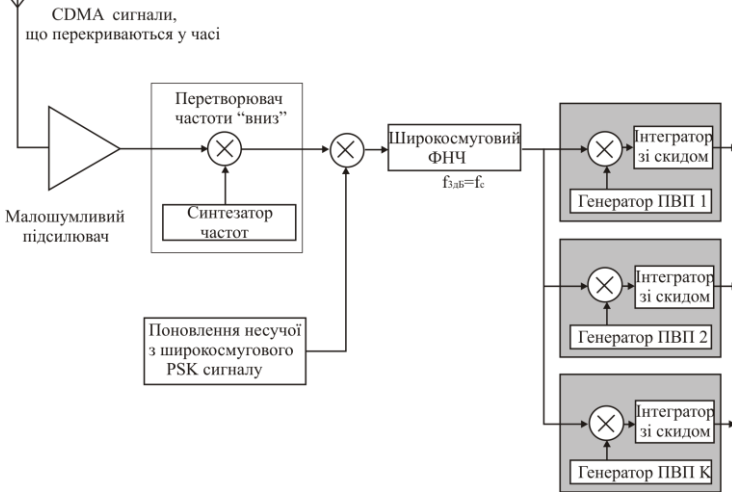 CDMA сигнали,
що перекриваються у часі
Перетворювач
частоти “вниз”
Широкосмуговий
ФНЧ
f3дБ=fc
Інтегратор
зі скидом
Генератор ПВП 1
Малошумливий
підсилювач
Синтезатор
частот
Інтегратор
зі скидом
Генератор ПВП 2
Поновлення несучої
з широкосмугового
PSK сигналу
Інтегратор
зі скидом
Генератор ПВП K